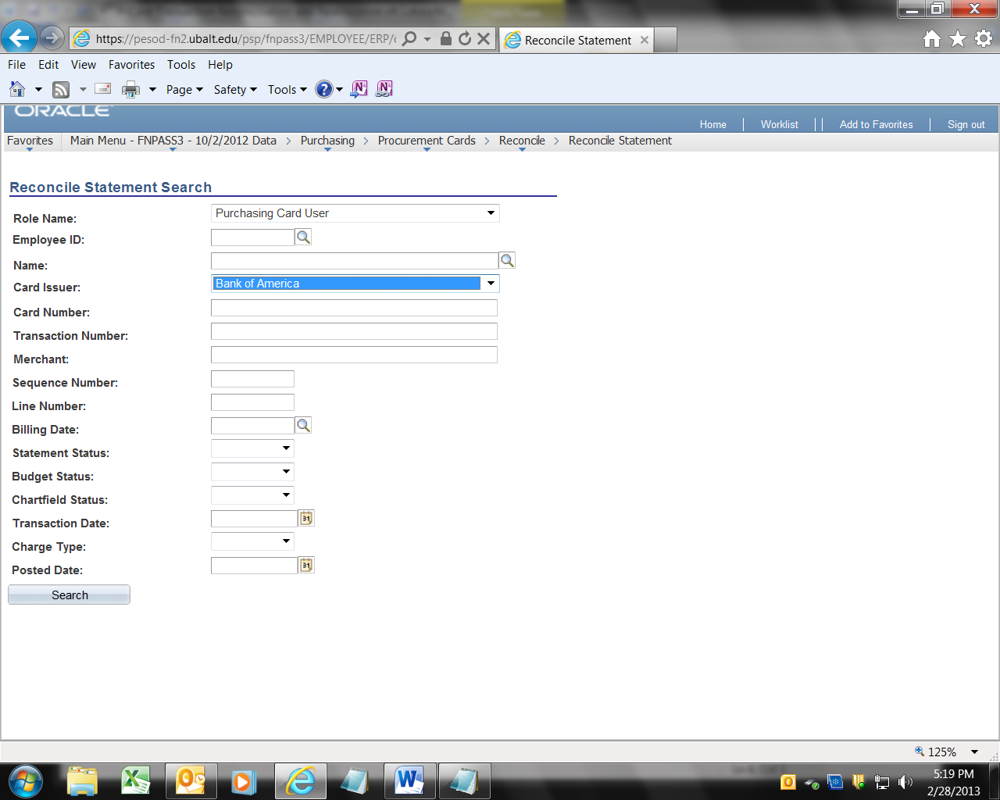 https://pesod-fn2.ubalt.edu/psp/fnpass3/EMPLOYEE/ERP/
Reconcile Statement
File Edit View Favorites Tools Help
Page Safety Tools
ORACLE
Home Worklist Add to Favorites Sign out
Favorites Main Menu - FNPASS3 - 10/2/2012 Data > Purchasing > Procurement Cards > Reconcile > Reconcile Statement
Reconcile Statement Search
Role Name: Purchasing Card User
Employee ID:
Name:
Card Issuer: Bank of America
Card Number:
Transaction Number:
Merchant:
Sequence Number:
Line Number:
Billing Date:
Statement Status:
Budget Status:
Chartfield Status:
Transaction Date: 31
Charge Type:
Posted Date: 31
Search
125%
5:19 PM
2/28/2013